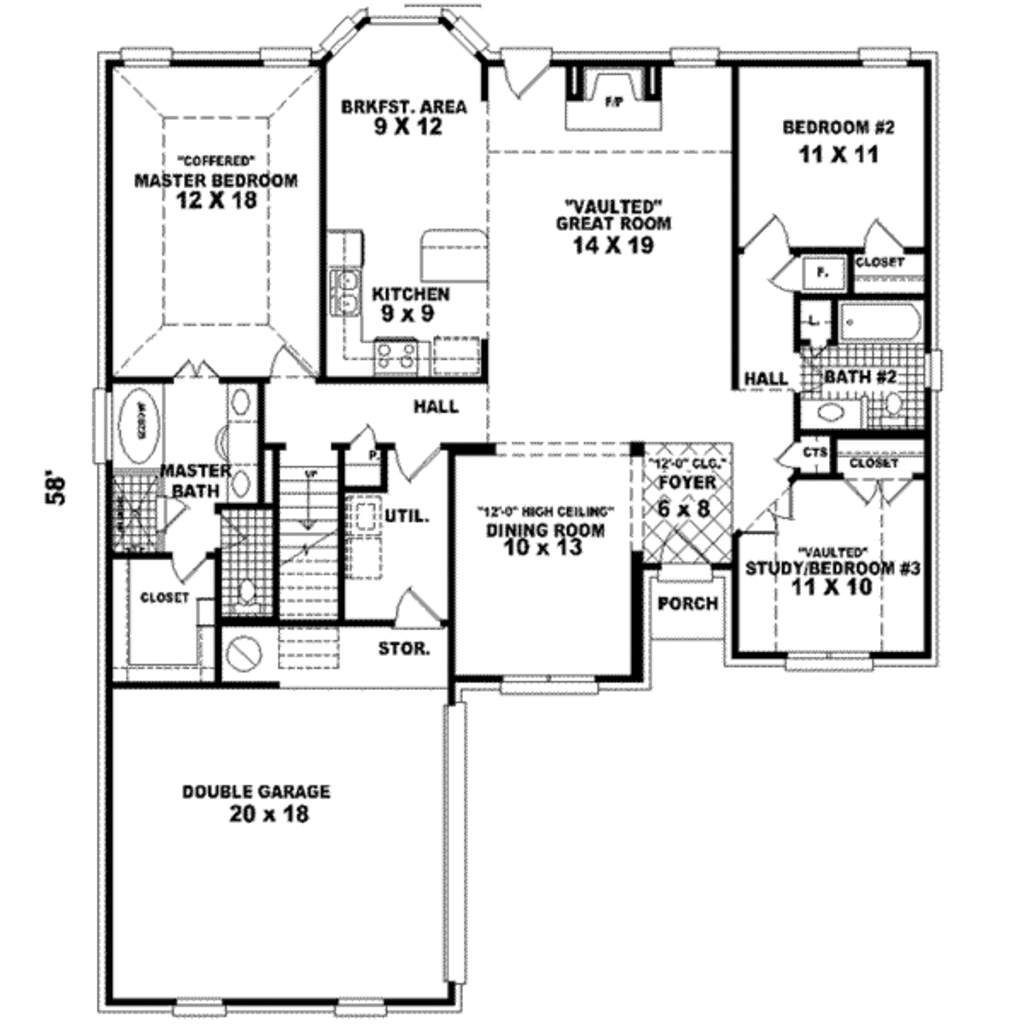 BRKFST. AREA
9 X 12
F/P
BEDROOM #2
11 X 11
"COFFERED"
MASTER BEDROOM
12 X 18
"VAULTED"
GREAT ROOM
14 X 19
F.
CLOSET
KITCHEN
9 x 9
L.
HALL
BATH #2
HALL
JACUZZI
MASTER
BATH
UP
P.
"12'-0" CLG."
FOYER
6 x 8
CTS
CLOSET
58'
UTIL.
"12'-0" HIGH CEILING"
DINING ROOM
10 x 13
"VAULTED"
STUDY/BEDROOM #3
11 X 10
CLOSET
PORCH
STOR.
DOUBLE GARAGE
20 x 18